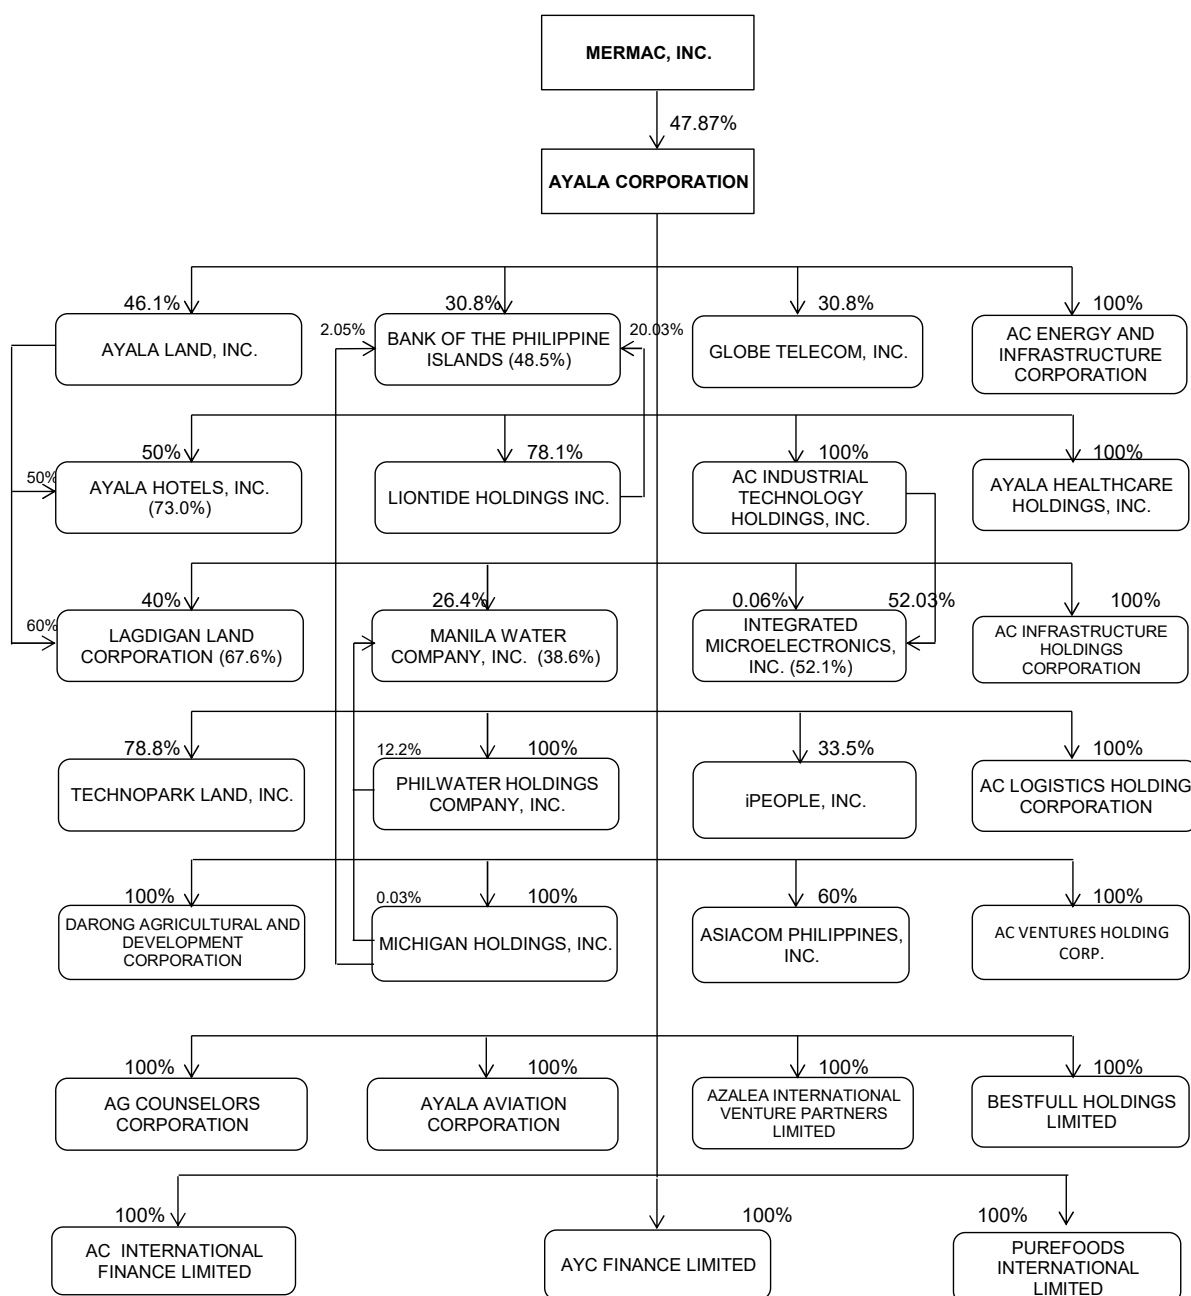 MERMAC, INC.
47.87%
AYALA CORPORATION
46.1%
30.8%
30.8%
100%
2.05%
20.03%
AYALA LAND, INC.
BANK OF THE PHILIPPINE
ISLANDS (48.5%)
GLOBE TELECOM, INC.
AC ENERGY AND
INFRASTRUCTURE
CORPORATION
50%
78.1%
100%
100%
50%
AYALA HOTELS, INC.
(73.0%)
LIONTIDE HOLDINGS INC.
AC INDUSTRIAL
TECHNOLOGY
HOLDINGS, INC.
AYALA HEALTHCARE
HOLDINGS, INC.
40%
26.4%
0.06%
52.03%
100%
60%
LAGDIGAN LAND
CORPORATION (67.6%)
MANILA WATER
COMPANY, INC. (38.6%)
INTEGRATED
MICROELECTRONICS,
INC. (52.1%)
AC INFRASTRUCTURE
HOLDINGS
CORPORATION
78.8%
12.2%
100%
33.5%
100%
TECHNOPARK LAND, INC.
PHILWATER HOLDINGS
COMPANY, INC.
iPEOPLE, INC.
AC LOGISTICS HOLDING
CORPORATION
100%
0.03%
100%
60%
100%
DARONG AGRICULTURAL AND
DEVELOPMENT
CORPORATION
MICHIGAN HOLDINGS, INC.
ASIACOM PHILIPPINES,
INC.
AC VENTURES HOLDING
CORP.
100%
100%
100%
100%
AG COUNSELORS
CORPORATION
AYALA AVIATION
CORPORATION
AZALEA INTERNATIONAL
VENTURE PARTNERS
LIMITED
BESTFULL HOLDINGS
LIMITED
100%
100%
100%
AC INTERNATIONAL
FINANCE LIMITED
AYC FINANCE LIMITED
PUREFOODS
INTERNATIONAL
LIMITED